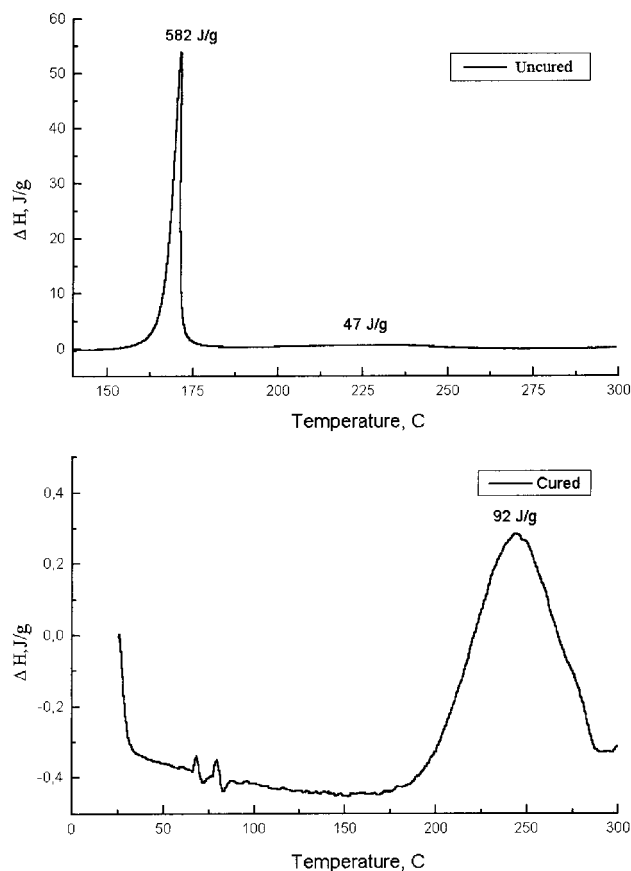 582 J/g
Uncured
60
50
40
30
20
10
0
47 J/g
Δ H, J/g
150 175 200 225 250 275 300
Temperature, C
Cured
92 J/g
0,4
0,2
0,0
-0,2
-0,4
Δ H, J/g
0 50 100 150 200 250 300
Temperature, C